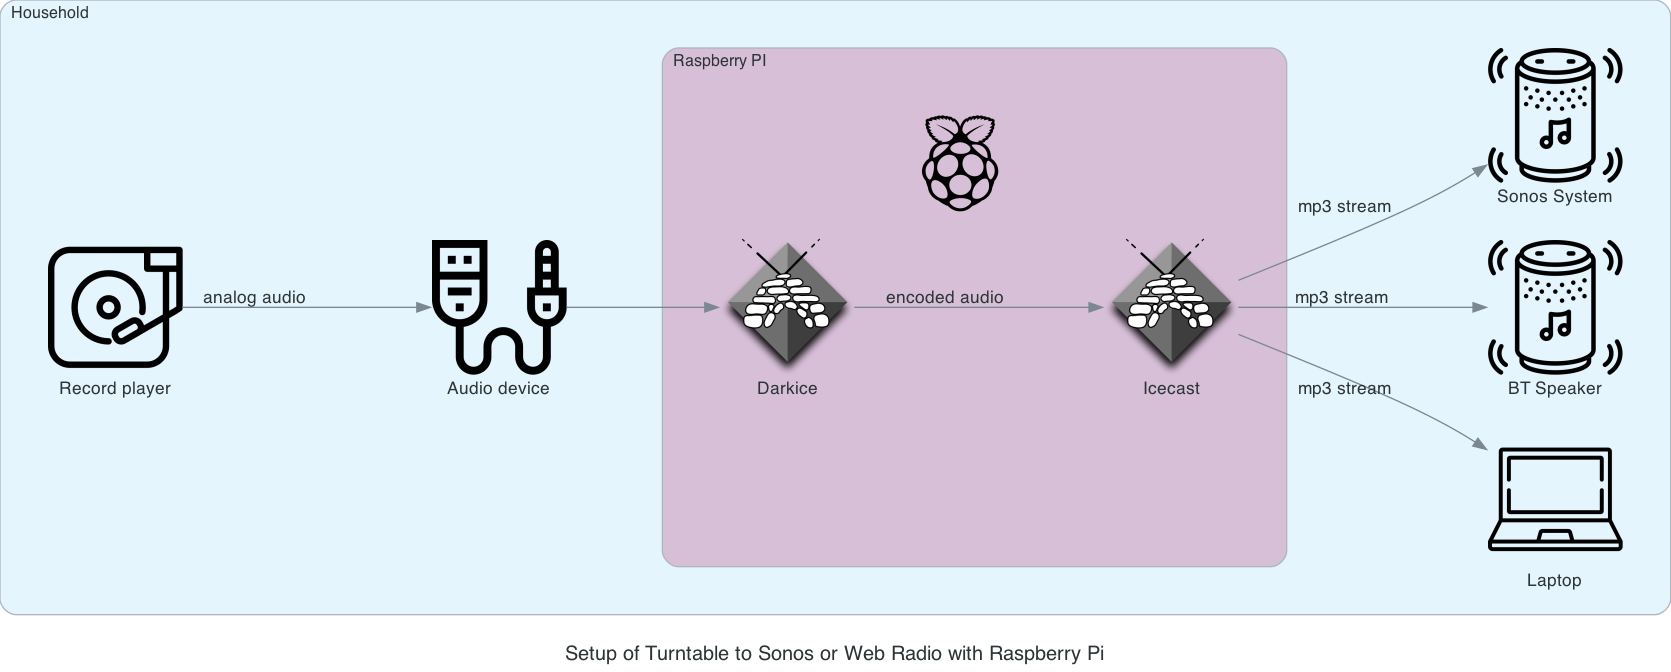 Household
Raspberry PI
mp3 stream
Sonos System
analog audio
encoded audio
mp3 stream
Record player
Audio device
Darkice
Icecast
mp3 stream
BT Speaker
Laptop
Setup of Turntable to Sonos or Web Radio with Raspberry Pi